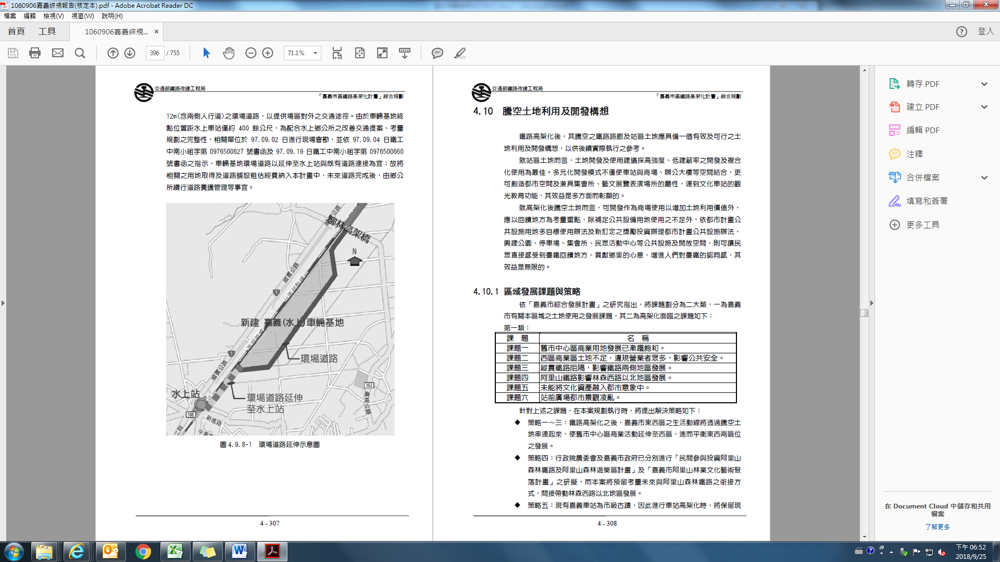 1060906嘉義綜規報告(核定本).pdf - Adobe Acrobat Reader DC
檔案 編輯 檢視(V) 視窗(W) 說明(H)
首頁 工具 1060906嘉義綜規... × 登入
396 / 755 71.1%
交通部鐵路改建工程局
「嘉義市區鐵路高架化計畫」綜合規劃
12m(含兩側人行道)之環場道路，以提供場區對外之交通途徑。由於車輛基地終
點位置距水上車站僅約 400 餘公尺，為配合水上鄉公所之改善交通提案、考量
規劃之完整性，相關單位於 97.09.02 日進行現場會勘，並依 97.09.04 日鐵工
中南小組字第 0976500627 號書函及 97.09.19 日鐵工中南小組字第 0976500660
號書函之指示，車輛基地環場道路以延伸至水上站與既有道路連接為宜；故將
相關之用地取得及道路舖設粗估經費納入本計畫中，未來道路完成後，由鄉公
所續行道路養護管理等事宜。
柳林高架橋
N
縱貫公路
1
西部幹線
新建 嘉義(水上)車輛基地
西部幹線
1
環場道路
縱貫公路
163
水上站
環場道路延伸
至水上站
168
新進路
圖 4.9.8-1 環場道路延伸示意圖
4 - 307
交通部鐵路改建工程局
「嘉義市區鐵路高架化計畫」綜合規劃
4.10 騰空土地利用及開發構想
鐵路高架化後，其騰空之鐵路路廊及站區土地應具備一個有效及可行之土
地利用及開發構想，以供後續實際執行之參考。
就站區土地而言，土地開發及使用建議採高強度、低建蔽率之開發及複合
化使用為最佳。多元化開發模式不僅使車站與商場、辦公大樓等空間結合，更
可創造都市空間及兼具集會所、藝文展覽表演場所的屬性，達到文化車站的觀
光教育功能，其效益是多方面而彰顯的。
就高架化後騰空土地而言，可開發作為商場使用以增加土地利用價值外，
應以回饋地方為考量重點，除補足公共設備用地使用之不足外，依都市計畫公
共設施用地多目標使用辦法及新訂定之獎勵投資辦理都市計畫公共設施辦法，
興建公園、停車場、集會所、民眾活動中心等公共設施及開放空間，則可讓民
眾直接感受到臺鐵回饋地方、貢獻鄉里的心意，增進人們對臺鐵的認同感，其
效益是無限的。
4.10.1 區域發展課題與策略
依「嘉義市綜合發展計畫」之研究指出，將課題劃分為二大類，一為嘉義
市有關本區域之土地使用之發展課題，其二為高架化面臨之課題如下：
第一類：
課 題 名 稱
課題一 舊市中心區商業用地發展已漸趨飽和。
課題二 西區商業區土地不足，違規營業者眾多，影響公共安全。
課題三 縱貫鐵路阻隔，影響鐵路兩側地區發展。
課題四 阿里山鐵路影響林森西路以北地區發展。
課題五 未能將文化資產融入都市意象中。
課題六 站前廣場都市景觀凌亂。
針對上述之課題，在本案規劃執行時，將提出解決策略如下：
◆ 策略一～三：鐵路高架化之後，嘉義市東西區之生活動線將透過騰空土
地串連起來，使舊市中心區商業活動延伸至西區，進而平衡東西兩區位
之發展。
◆ 策略四：行政院農委會及嘉義市政府已分別進行「民間參與投資阿里山
森林鐵路及阿里山森林遊樂區計畫」及「嘉義市阿里山林業文化藝術聚
落計畫」之研擬，而本案將預留考量未來與阿里山森林鐵路之銜接方
式，間接帶動林森西路以北地區發展。
◆ 策略五：現有嘉義車站為市級古蹟，因此進行車站高架化時，將保留現
4 - 308
轉存 PDF
建立 PDF
編輯 PDF
注釋
合併檔案
填寫和簽署
更多工具
在 Document Cloud 中儲存和共用
檔案
了解更多
下午 06:52
2018/9/25